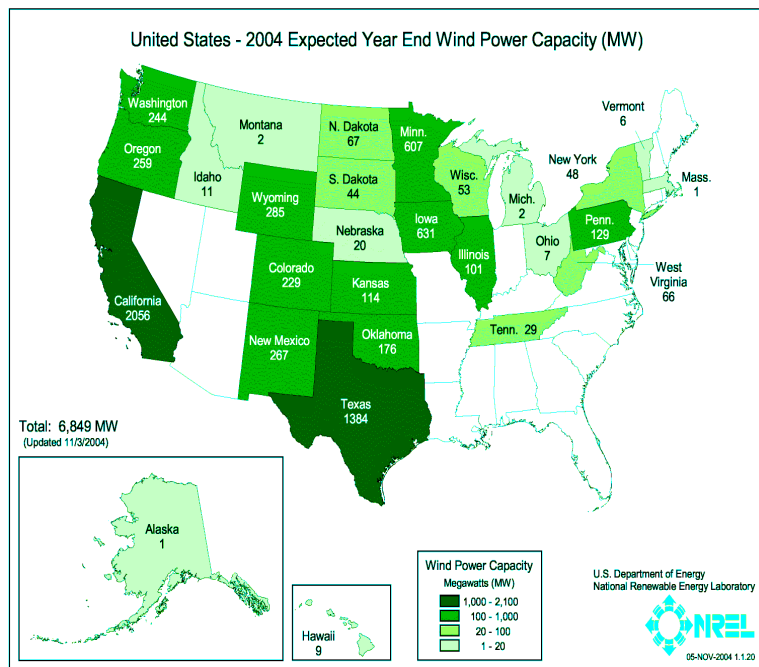 United States - 2004 Expected Year End Wind Power Capacity (MW)
Washington
244
Oregon
259
Montana
2
Idaho
11
Wyoming
285
N. Dakota
67
S. Dakota
44
Nebraska
20
Minn.
607
Wisc.
53
Iowa
631
Mich.
2
Illinois
101
Ohio
7
Vermont
6
New York
48
Mass.
1
Penn.
129
West
Virginia
66
California
2056
Colorado
229
Kansas
114
New Mexico
267
Oklahoma
176
Tenn. 29
Texas
1384
Total: 6,849 MW
(Updated 11/3/2004)
Alaska
1
Hawaii
9
Wind Power Capacity
Megawatts (MW)
1,000 - 2,100
100 - 1,000
20 - 100
1 - 20
U.S. Department of Energy
National Renewable Energy Laboratory
NREL
05-NOV-2004 1.1.20